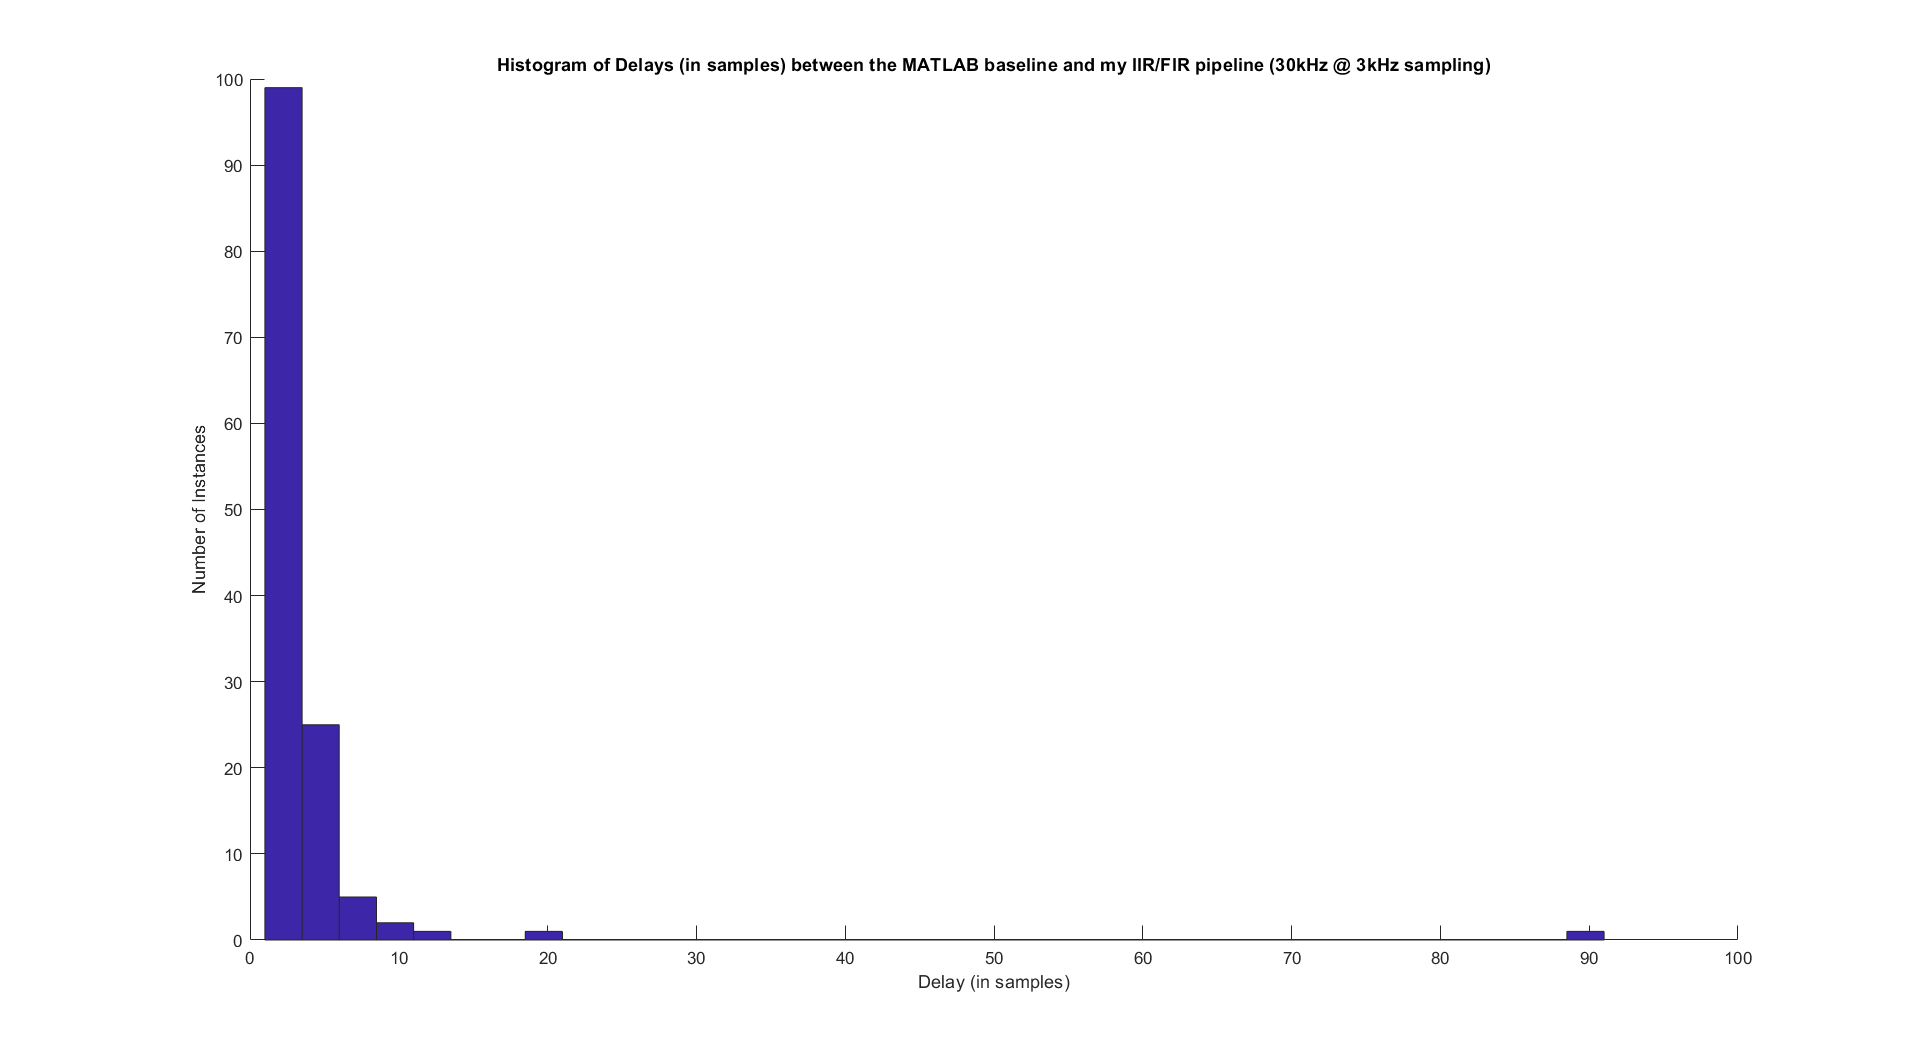 Histogram of Delays (in samples) between the MATLAB baseline and my IIR/FIR pipeline (30kHz @ 3kHz sampling)
100
90
80
70
60
50
40
30
20
10
0
Number of Instances
0 10 20 30 40 50 60 70 80 90 100
Delay (in samples)